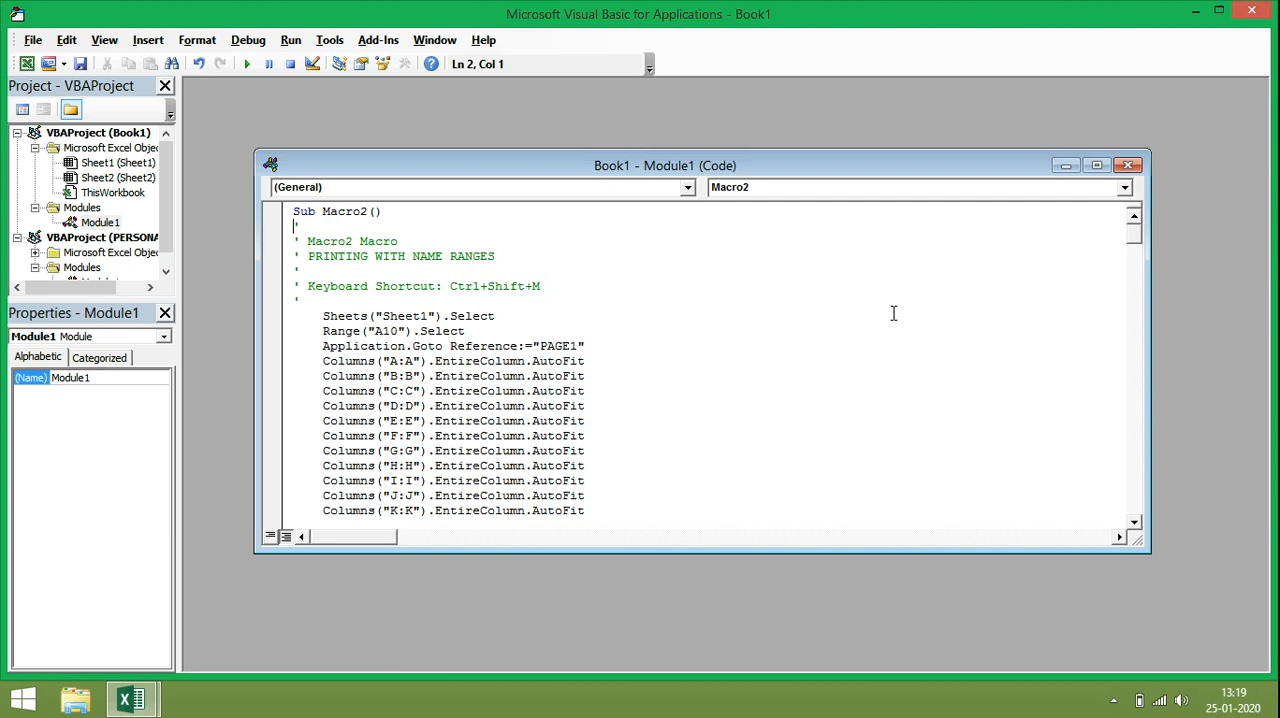 Microsoft Visual Basic for Applications - Book1
File Edit View Insert Format Debug Run Tools Add-Ins Window Help
Ln 2, Col 1
Project - VBAProject
VBAProject (Book1)
Microsoft Excel Objec
Sheet1 (Sheet1)
Sheet2 (Sheet2)
ThisWorkbook
Modules
Module1
VBAProject (PERSONA
Microsoft Excel Objec
Modules
Properties - Module1
Module1 Module
Alphabetic Categorized
(Name) Module1
Book1 - Module1 (Code)
(General) Macro2
Sub Macro2()
'
' Macro2 Macro
' PRINTING WITH NAME RANGES
'
' Keyboard Shortcut: Ctrl+Shift+M
'
Sheets("Sheet1").Select
Range("A10").Select
Application.Goto Reference:="PAGE1"
Columns("A:A").EntireColumn.AutoFit
Columns("B:B").EntireColumn.AutoFit
Columns("C:C").EntireColumn.AutoFit
Columns("D:D").EntireColumn.AutoFit
Columns("E:E").EntireColumn.AutoFit
Columns("F:F").EntireColumn.AutoFit
Columns("G:G").EntireColumn.AutoFit
Columns("H:H").EntireColumn.AutoFit
Columns("I:I").EntireColumn.AutoFit
Columns("J:J").EntireColumn.AutoFit
Columns("K:K").EntireColumn.AutoFit
13:19
25-01-2020